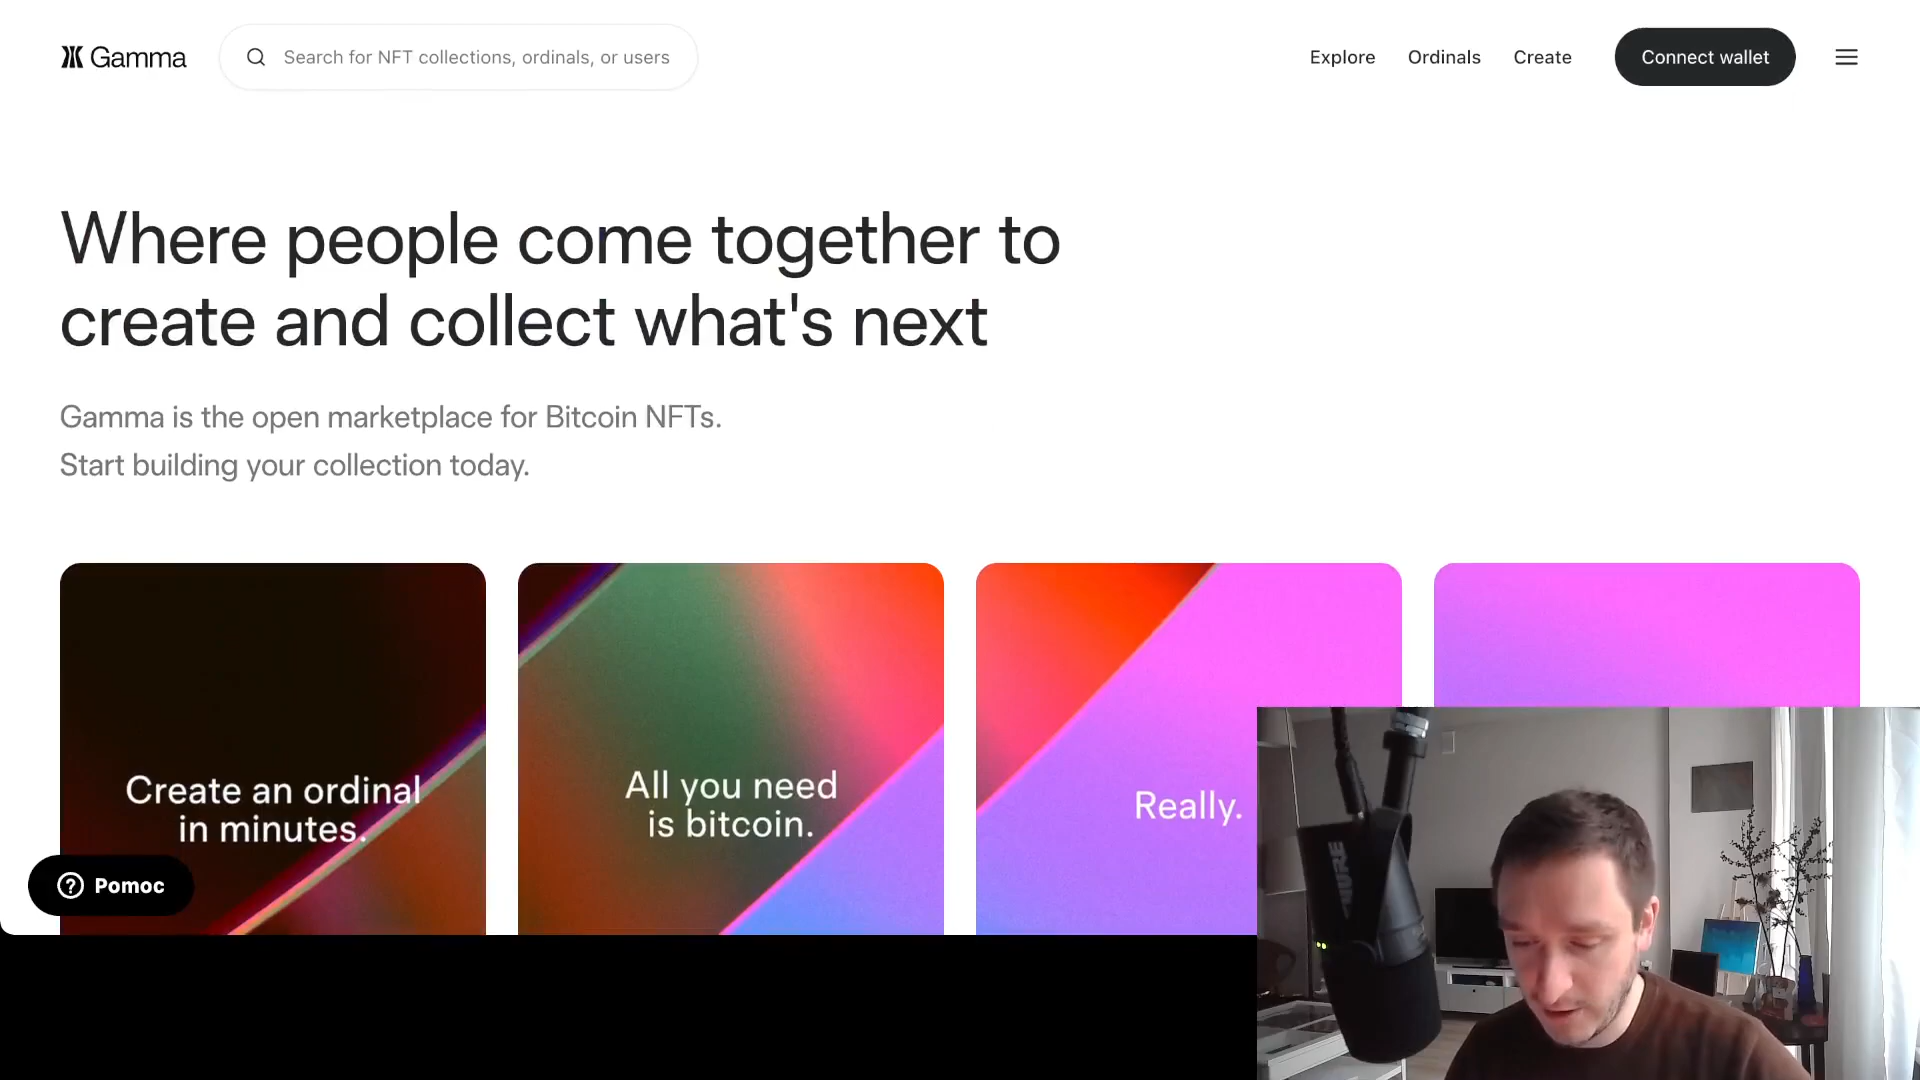 Gamma
Search for NFT collections, ordinals, or users
Explore
Ordinals
Create
Connect wallet
Where people come together to
create and collect what's next
Gamma is the open marketplace for Bitcoin NFTs.
Start building your collection today.
Create an ordinal
in minutes.
All you need
is bitcoin.
Really.
Pomoc
SHURE